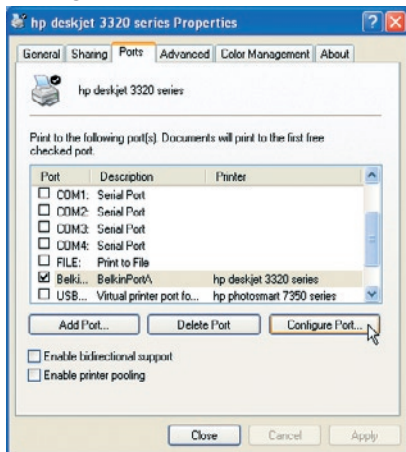 hp deskjet 3320 series Properties
General Sharing Ports Advanced Color Management About
hp deskjet 3320 series
Print to the following port(s). Documents will print to the first free
checked port.
Port Description Printer
COM1: Serial Port
COM2: Serial Port
COM3: Serial Port
COM4: Serial Port
FILE: Print to File
Belki... BelkinPortA hp deskjet 3320 series
USB... Virtual printer port fo... hp photosmart 7350 series
Add Port... Delete Port Configure Port...
Enable bidirectional support
Enable printer pooling
Close Cancel Apply